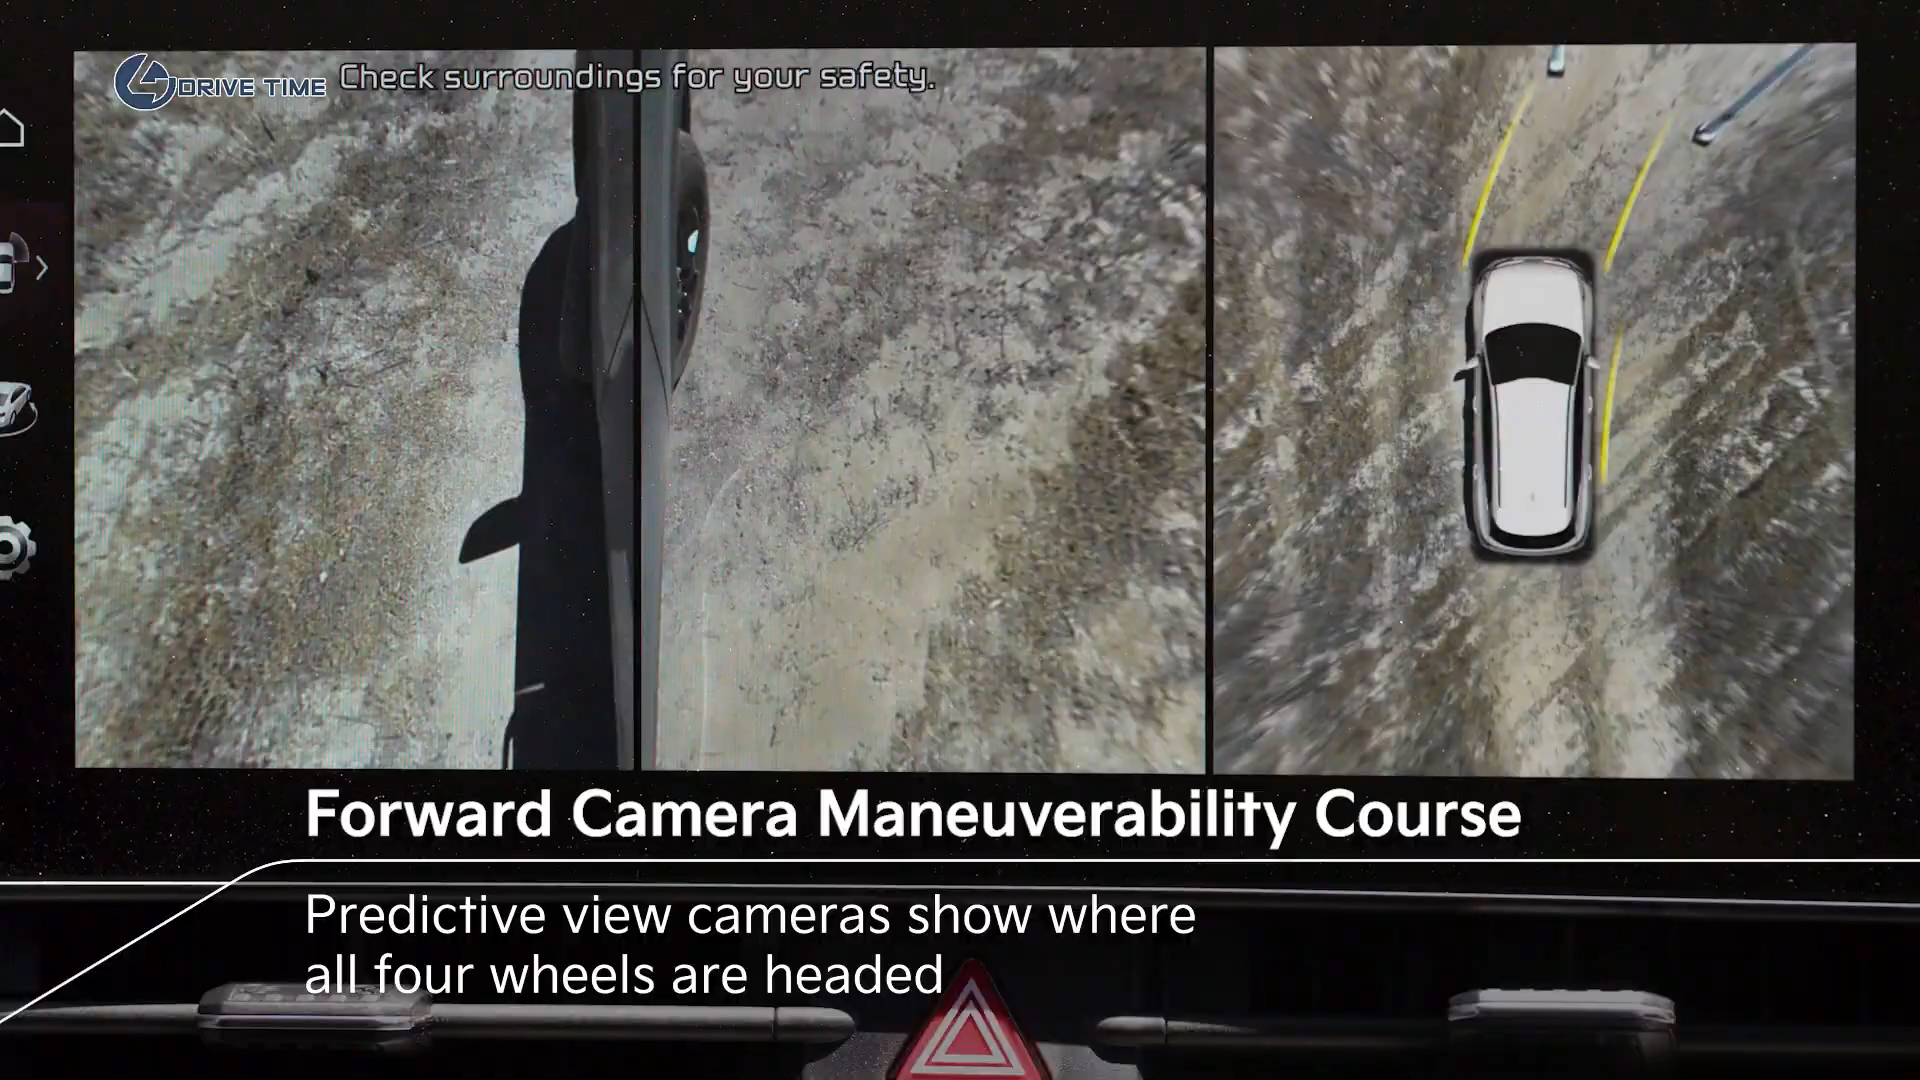 DRIVE TIME
Check surroundings for your safety.
Forward Camera Maneuverability Course
Predictive view cameras show where
all four wheels are headed